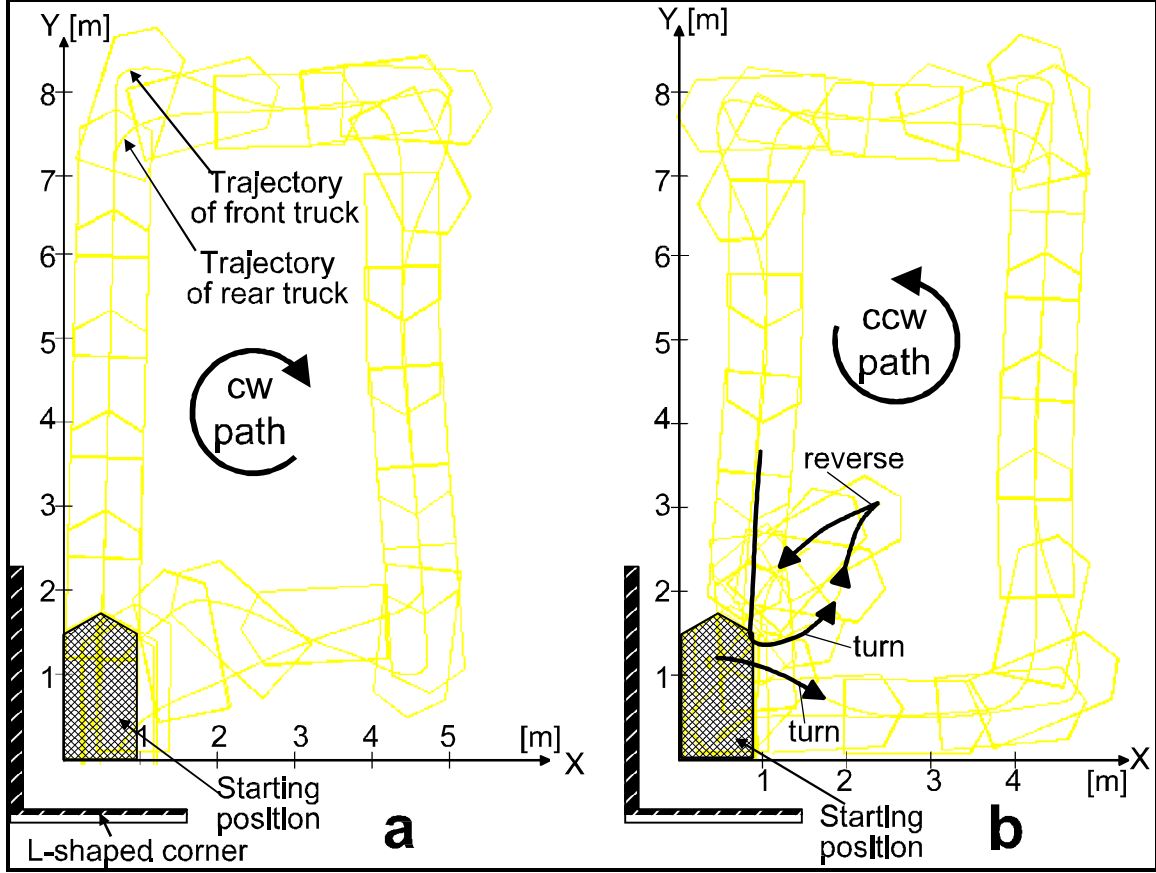 Y [m]
8
7
6
5
4
3
2
1
1
2
3
4
5
[m]
X
Trajectory
of front truck
Trajectory
of rear truck
cw
path
Starting
position
L-shaped corner
a
Y [m]
8
7
6
5
4
3
2
1
1
2
3
4
[m]
X
ccw
path
reverse
turn
turn
Starting
position
b